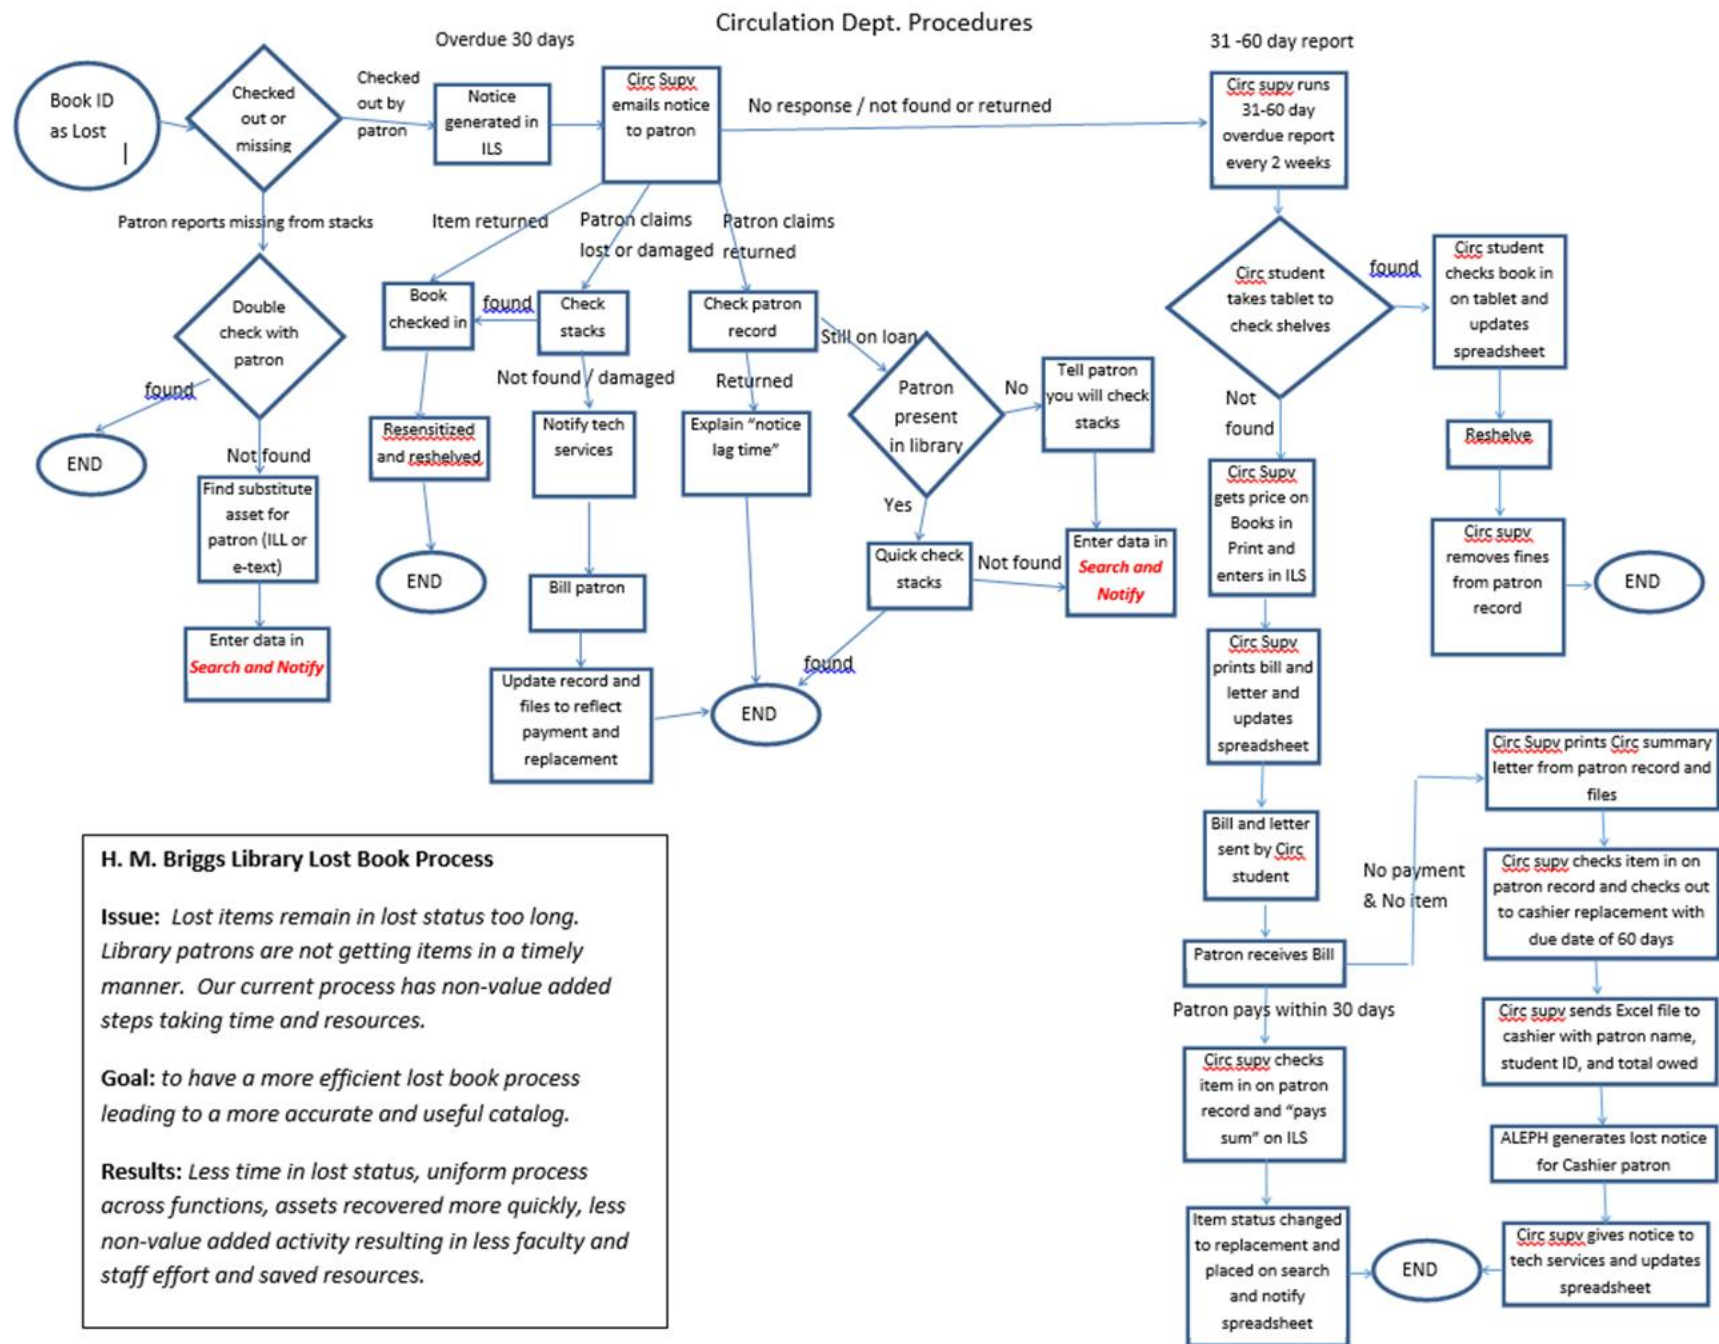 Circulation Dept. Procedures
Overdue 30 days
31 -60 day report
Book ID
as Lost
Checked
out or
missing
Checked
out by
patron
Notice
generated in
ILS
Circ Supv
emails notice
to patron
No response / not found or returned
Circ supv runs
31-60 day
overdue report
every 2 weeks
Patron reports missing from stacks
Item returned
Patron claims
lost or damaged
Patron claims
returned
Double
check with
patron
found
END
Not found
Find substitute
asset for
patron (ILL or
e-text)
Enter data in
Search and Notify
Book
checked in
found
Check
stacks
Resensitized
and reshelved
END
Not found / damaged
Notify tech
services
Bill patron
Update record and
files to reflect
payment and
replacement
Check patron
record
Returned
Explain “notice
lag time”
Still on loan
Patron
present
in library
No
Tell patron
you will check
stacks
Yes
Quick check
stacks
Not found
Enter data in
Search and
Notify
found
END
Circ student
takes tablet to
check shelves
found
Circ student
checks book in
on tablet and
updates
spreadsheet
Reshelve
Circ supv
removes fines
from patron
record
END
Not
found
Circ Supv
gets price on
Books in
Print and
enters in ILS
Circ Supv
prints bill and
letter and
updates
spreadsheet
Bill and letter
sent by Circ
student
Patron receives Bill
No payment
& No item
Patron pays within 30 days
Circ supv checks
item in on patron
record and “pays
sum” on ILS
Item status changed
to replacement and
placed on search
and notify
spreadsheet
END
Circ Supv prints Circ summary
letter from patron record and
files
Circ supv checks item in on
patron record and checks out
to cashier replacement with
due date of 60 days
Circ supv sends Excel file to
cashier with patron name,
student ID, and total owed
ALEPH generates lost notice
for Cashier patron
Circ supv gives notice to
tech services and updates
spreadsheet
H. M. Briggs Library Lost Book Process
Issue: Lost items remain in lost status too long.
Library patrons are not getting items in a timely
manner. Our current process has non-value added
steps taking time and resources.
Goal: to have a more efficient lost book process
leading to a more accurate and useful catalog.
Results: Less time in lost status, uniform process
across functions, assets recovered more quickly, less
non-value added activity resulting in less faculty and
staff effort and saved resources.